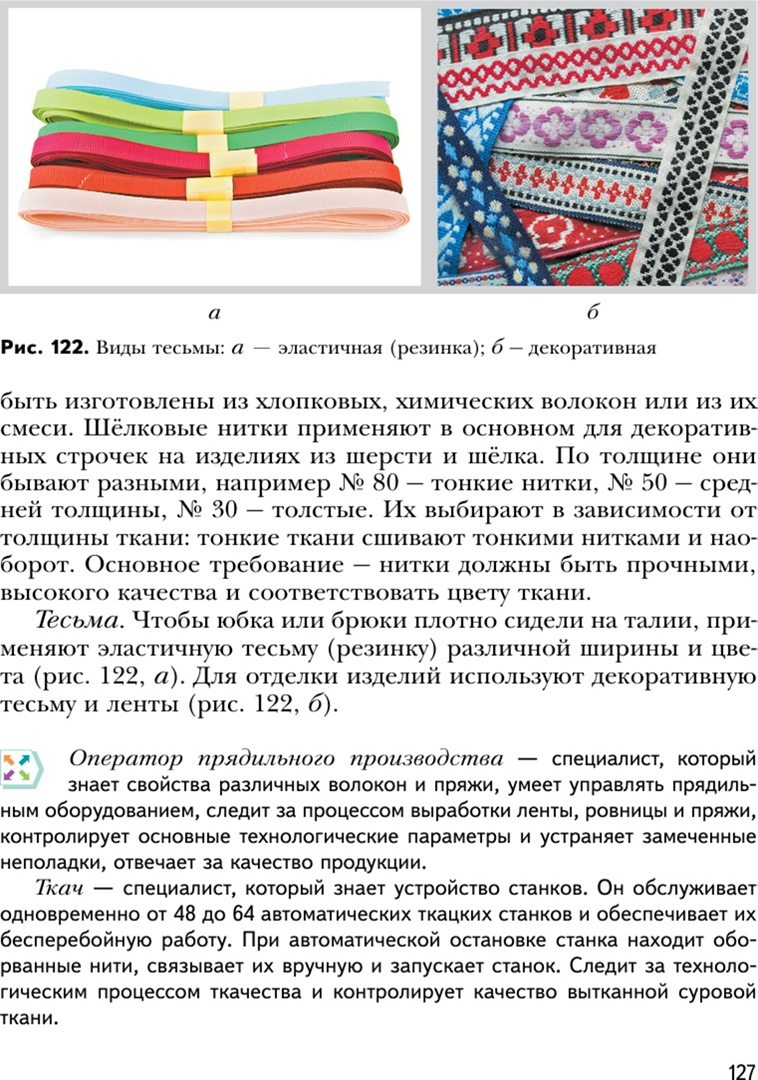 а
б
Рис. 122. Виды тесьмы: а — эластичная (резинка); б – декоративная
быть изготовлены из хлопковых, химических волокон или из их
смеси. Шёлковые нитки применяют в основном для декоратив-
ных строчек на изделиях из шерсти и шёлка. По толщине они
бывают разными, например № 80 – тонкие нитки, № 50 – сред-
ней толщины, № 30 – толстые. Их выбирают в зависимости от
толщины ткани: тонкие ткани сшивают тонкими нитками и нао-
борот. Основное требование – нитки должны быть прочными,
высокого качества и соответствовать цвету ткани.
Тесьма. Чтобы юбка или брюки плотно сидели на талии, при-
меняют эластичную тесьму (резинку) различной ширины и цве-
та (рис. 122, а). Для отделки изделий используют декоративную
тесьму и ленты (рис. 122, б).
Оператор прядильного производства — специалист, который
знает свойства различных волокон и пряжи, умеет управлять прядиль-
ным оборудованием, следит за процессом выработки ленты, ровницы и пряжи,
контролирует основные технологические параметры и устраняет замеченные
неполадки, отвечает за качество продукции.
Ткач — специалист, который знает устройство станков. Он обслуживает
одновременно от 48 до 64 автоматических ткацких станков и обеспечивает их
бесперебойную работу. При автоматической остановке станка находит обо-
рванные нити, связывает их вручную и запускает станок. Следит за техноло-
гическим процессом ткачества и контролирует качество вытканной суровой
ткани.
127